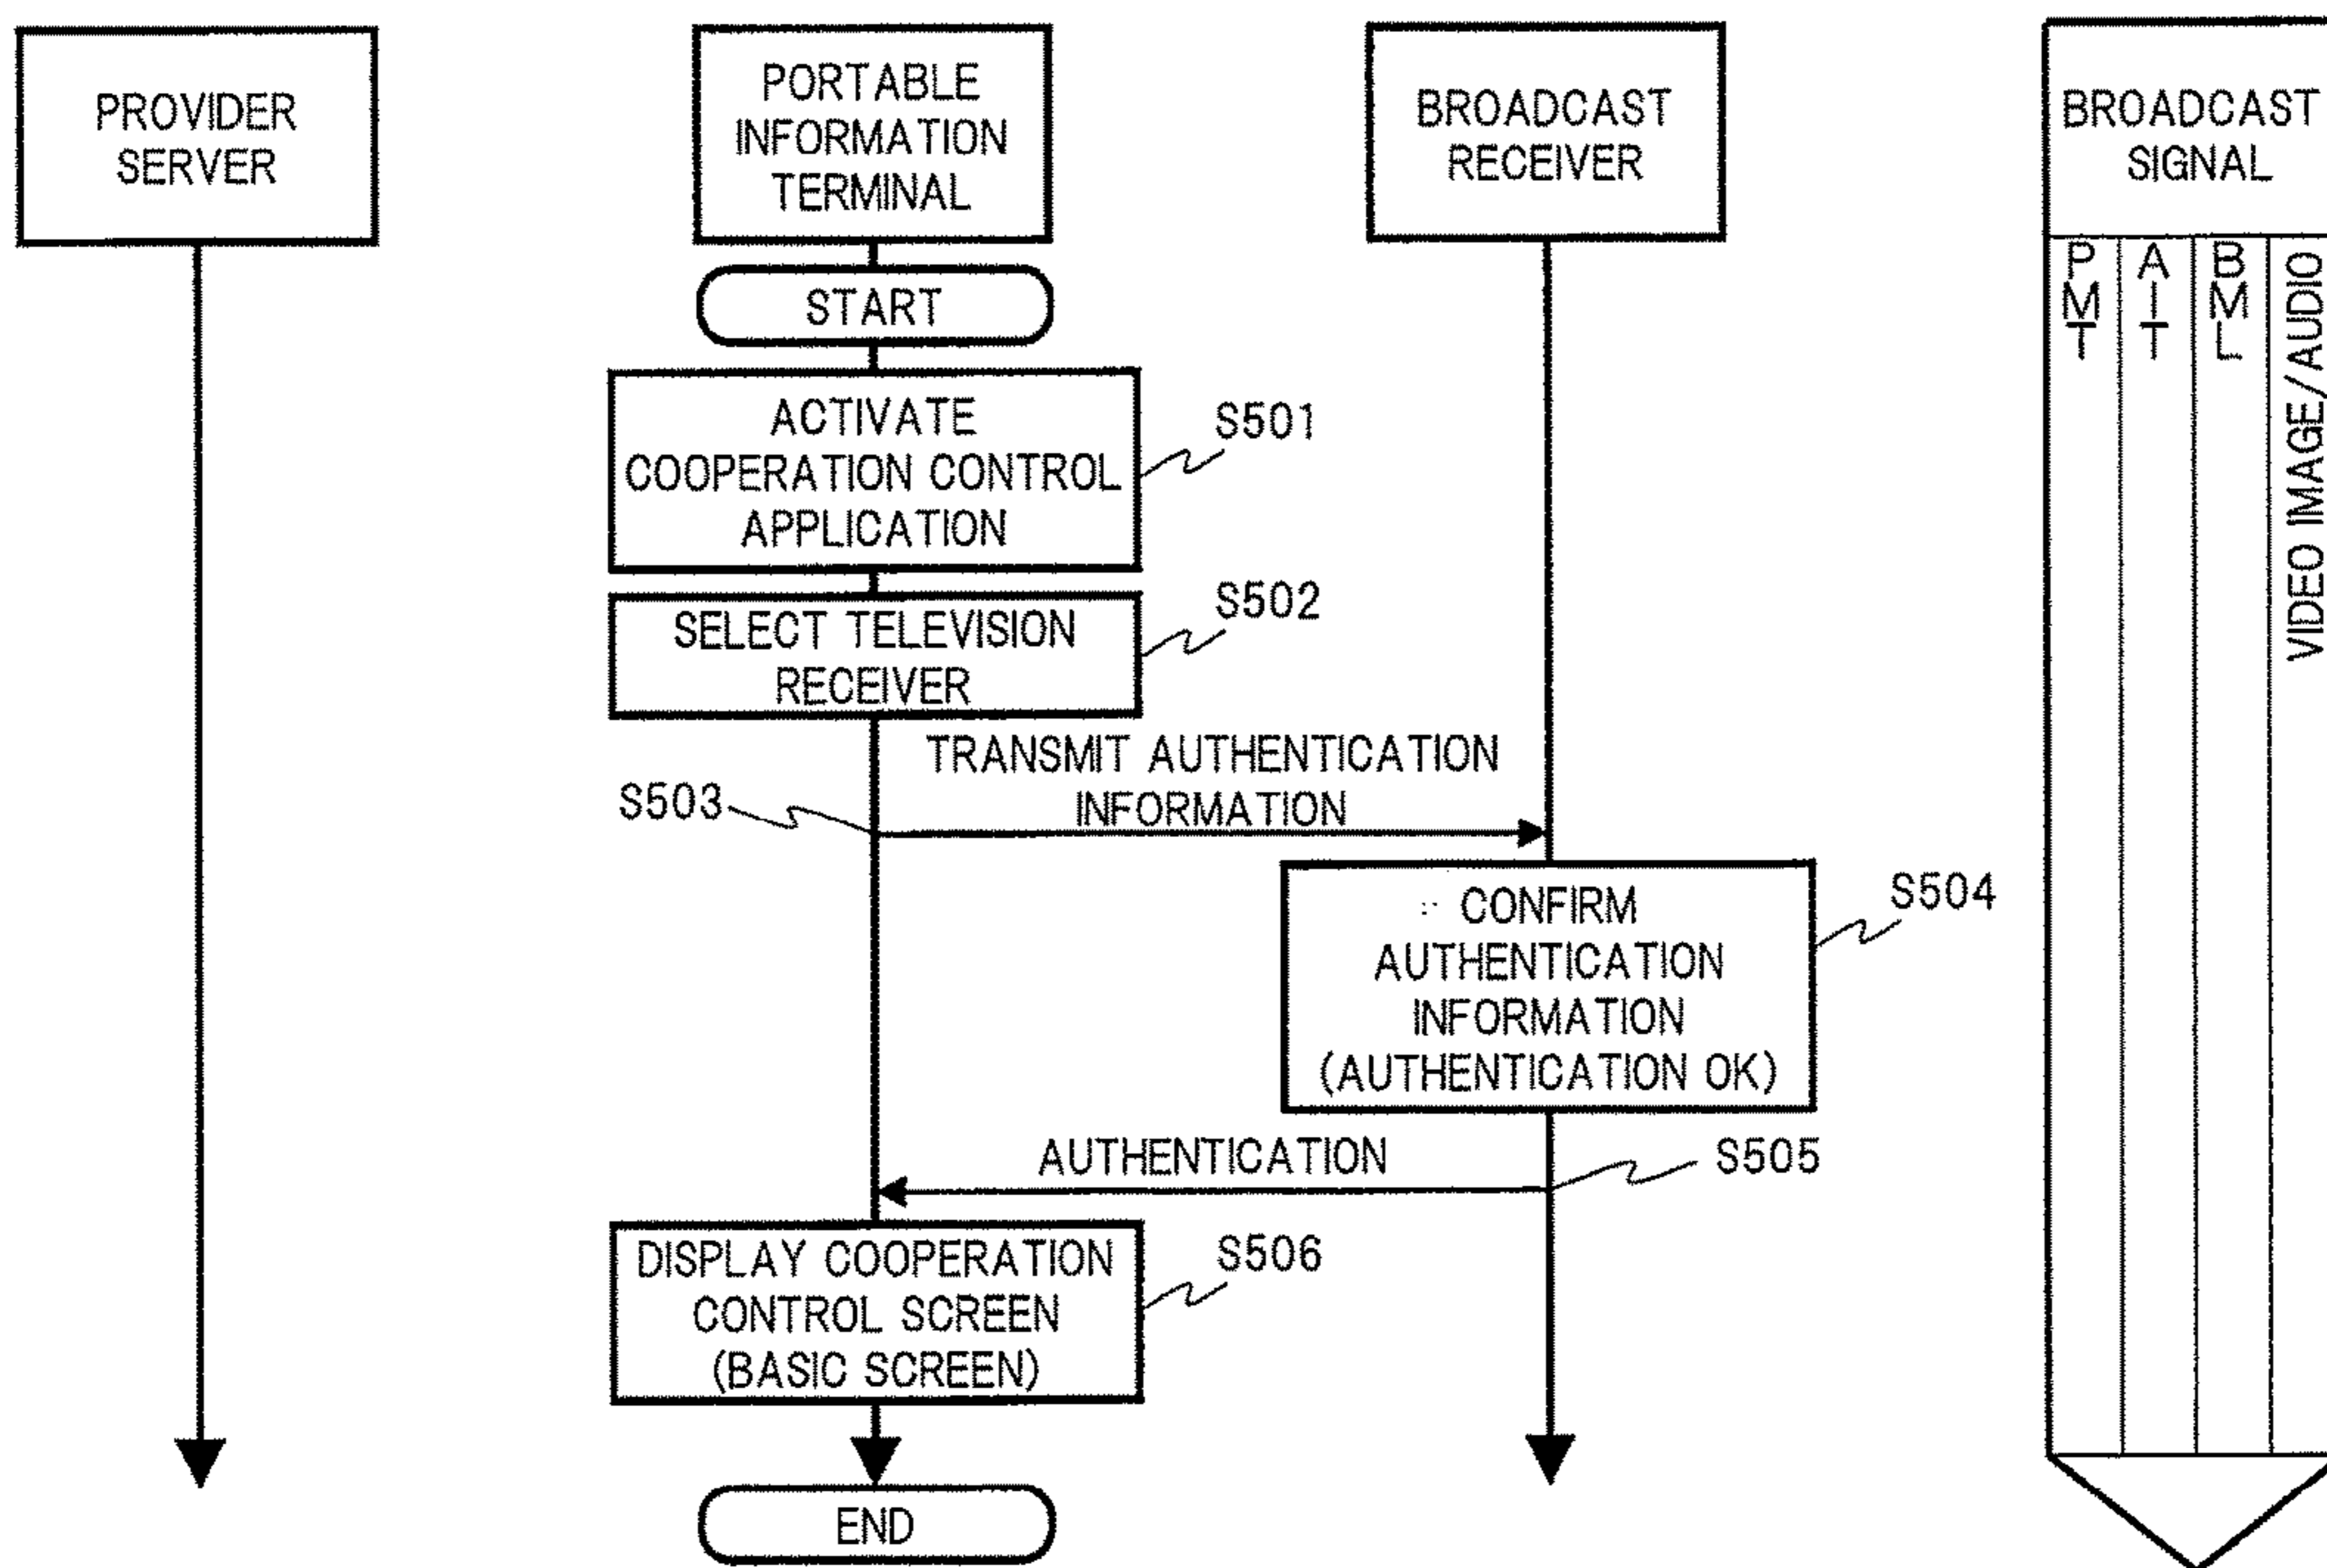 PROVIDER
SERVER
PORTABLE
INFORMATION
TERMINAL
BROADCAST
RECEIVER
BROADCAST
SIGNAL
PMT
AIT
BML
VIDEO IMAGE/AUDIO
START
ACTIVATE
COOPERATION CONTROL
APPLICATION
S501
SELECT TELEVISION
RECEIVER
S502
TRANSMIT AUTHENTICATION
INFORMATION
S503
CONFIRM
AUTHENTICATION
INFORMATION
(AUTHENTICATION OK)
S504
AUTHENTICATION
S505
DISPLAY COOPERATION
CONTROL SCREEN
(BASIC SCREEN)
S506
END